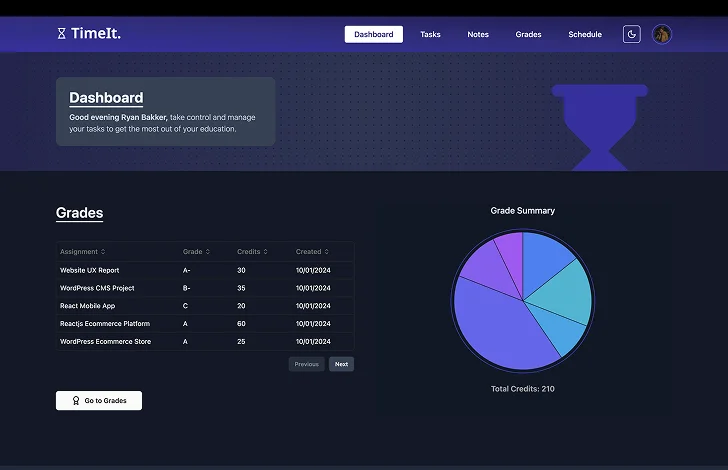 TimeIt.
Dashboard Tasks Notes Grades Schedule
Dashboard
Good evening Ryan Bakker, take control and manage
your tasks to get the most out of your education.
Grades
Assignment Grade Credits Created
Website UX Report A- 30 10/01/2024
WordPress CMS Project B- 35 10/01/2024
React Mobile App C 20 10/01/2024
Reactjs Ecommerce Platform A 60 10/01/2024
WordPress Ecommerce Store A 25 10/01/2024
Previous Next
Go to Grades
Grade Summary
Total Credits: 210